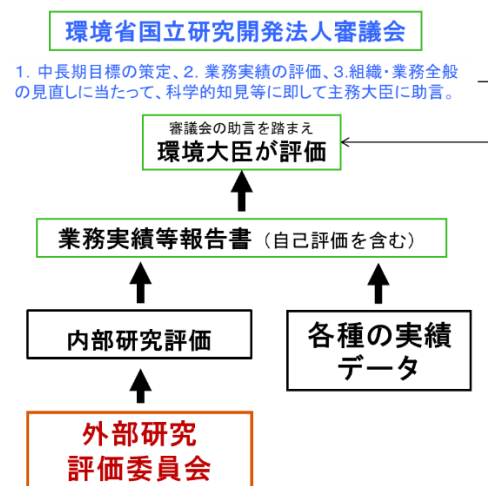 環境省国立研究開発法人審議会
1. 中長期目標の策定、2. 業務実績の評価、3.組織・業務全般
の見直しに当たって、科学的知見等に即して主務大臣に助言。
審議会の助言を踏まえ
環境大臣が評価
業務実績等報告書（自己評価を含む）
内部研究評価
各種の実績
データ
外部研究
評価委員会